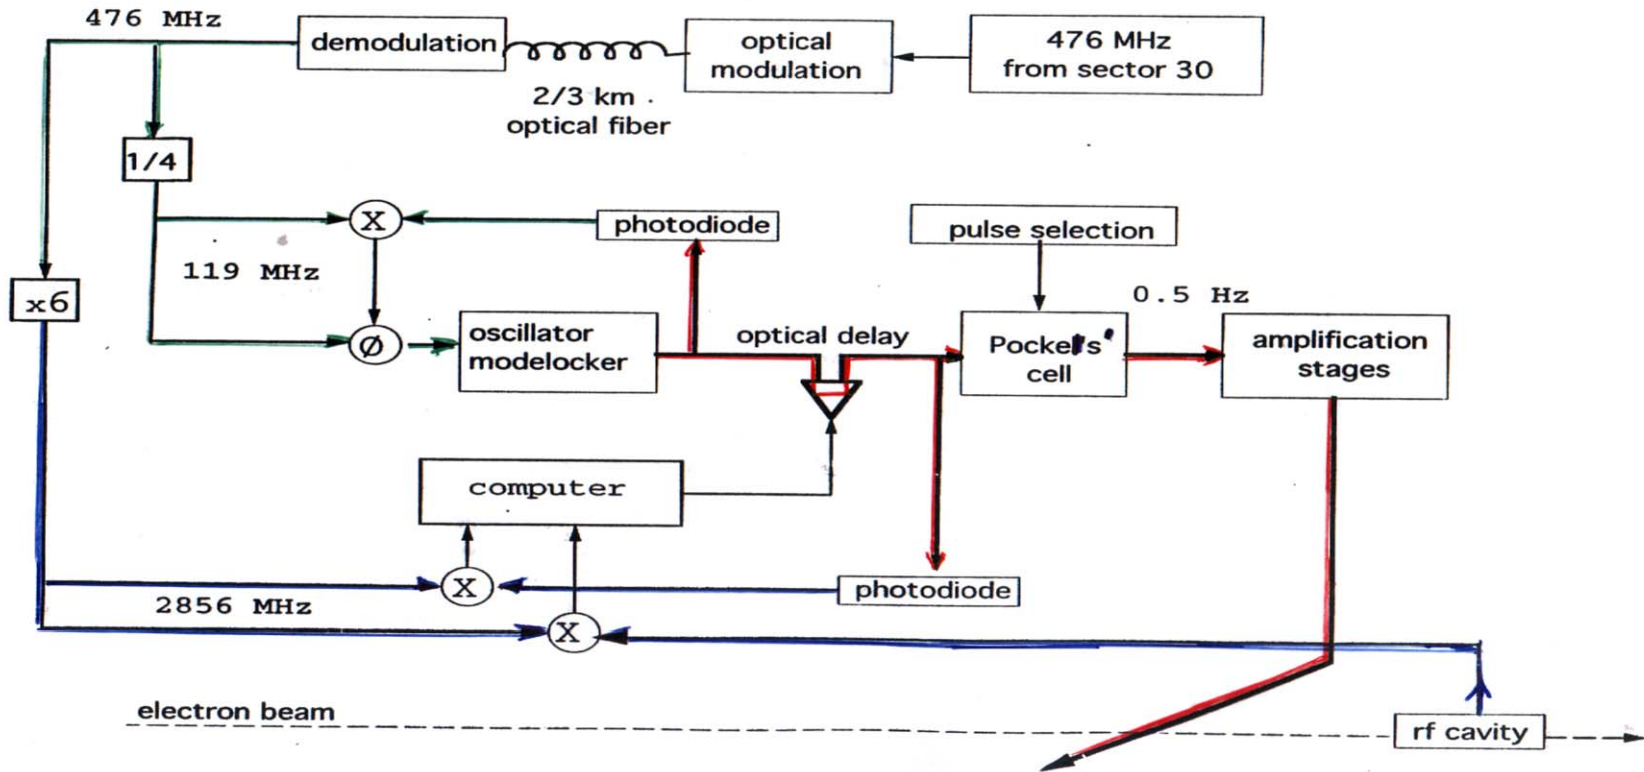 476 MHz
demodulation
optical
modulation
476 MHz
from sector 30
2/3 km
optical fiber
1/4
X
photodiode
pulse selection
119 MHz
x6
0.5 Hz
ø
oscillator
modelocker
optical delay
Pockels'
cell
amplification
stages
computer
X
photodiode
2856 MHz
X
electron beam
rf cavity